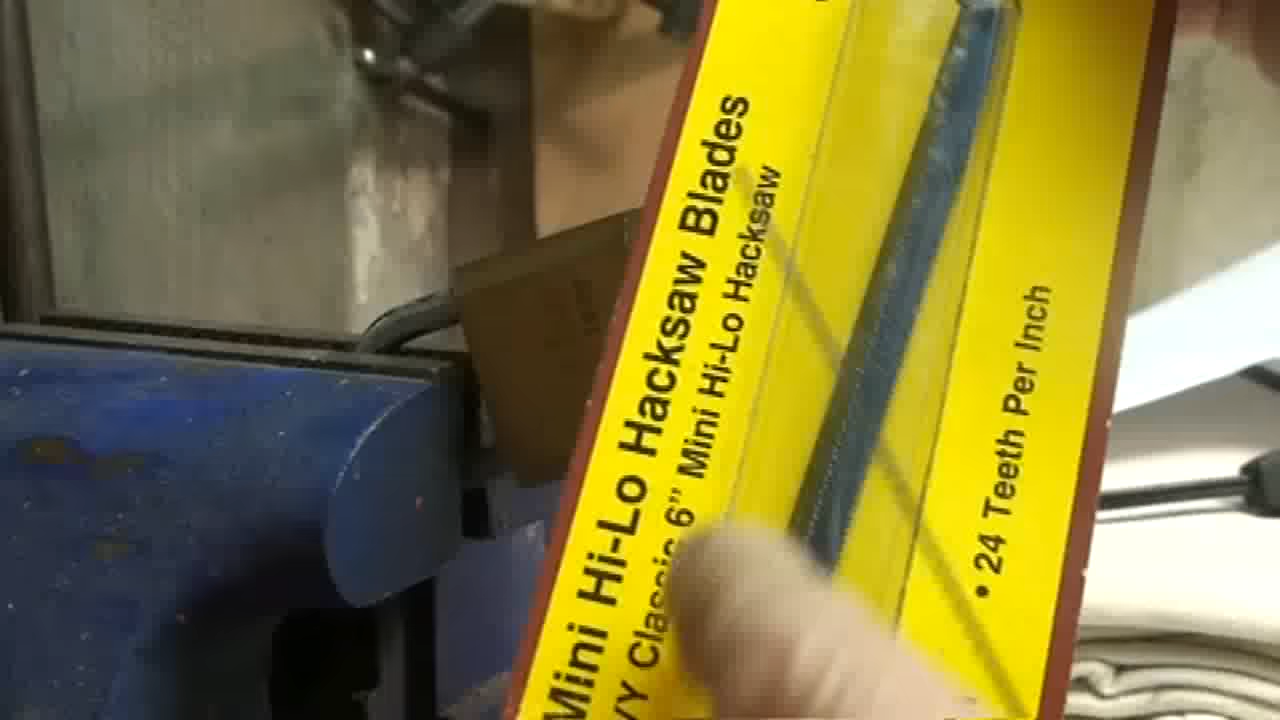 Mini Hi-Lo Hacksaw Blades
Classic 6" Mini Hi-Lo Hacksaw
• 24 Teeth Per Inch